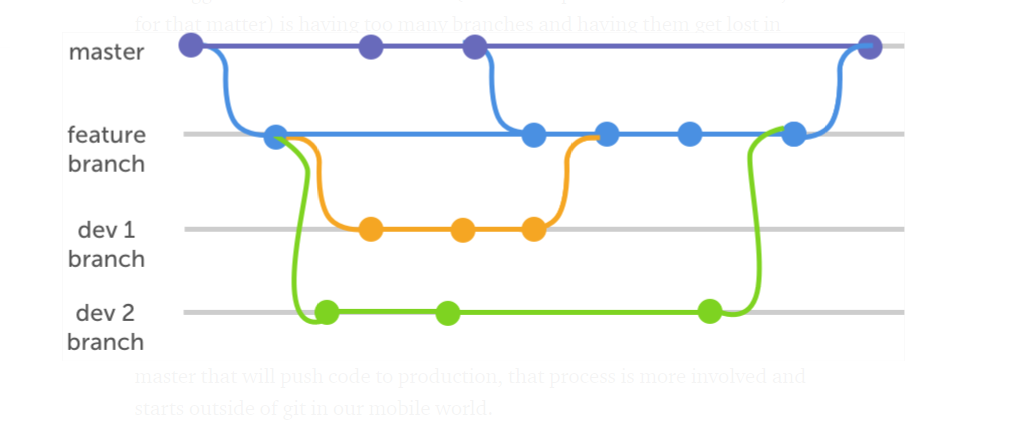 for that matter) is having too many branches and having them get lost in
master
feature
branch
dev 1
branch
dev 2
branch
master that will push code to production, that process is more involved and
starts outside of git in our mobile world.